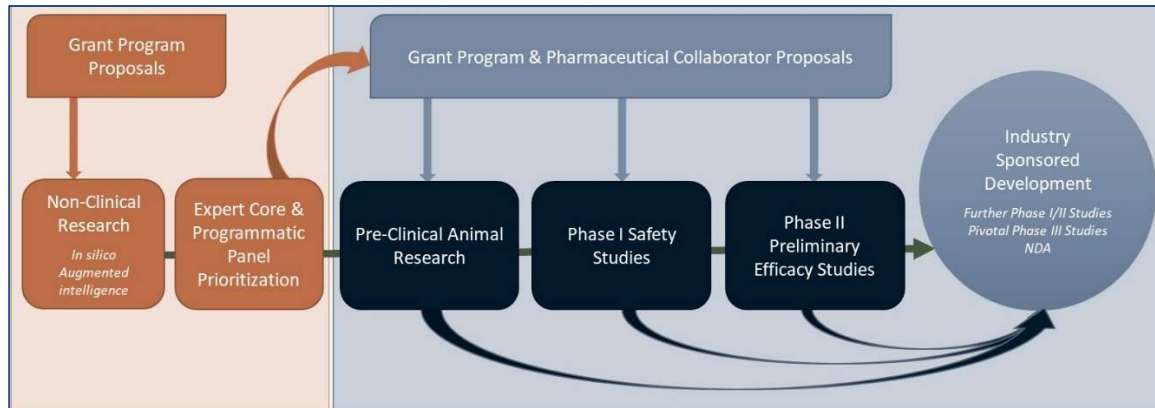 Grant Program
Proposals
Grant Program & Pharmaceutical Collaborator Proposals
Non-Clinical
Research
In silico
Augmented
intelligence
Expert Core &
Programmatic
Panel
Prioritization
Pre-Clinical Animal
Research
Phase I Safety
Studies
Phase II
Preliminary
Efficacy Studies
Industry
Sponsored
Development
Further Phase I/II Studies
Pivotal Phase III Studies
NDA